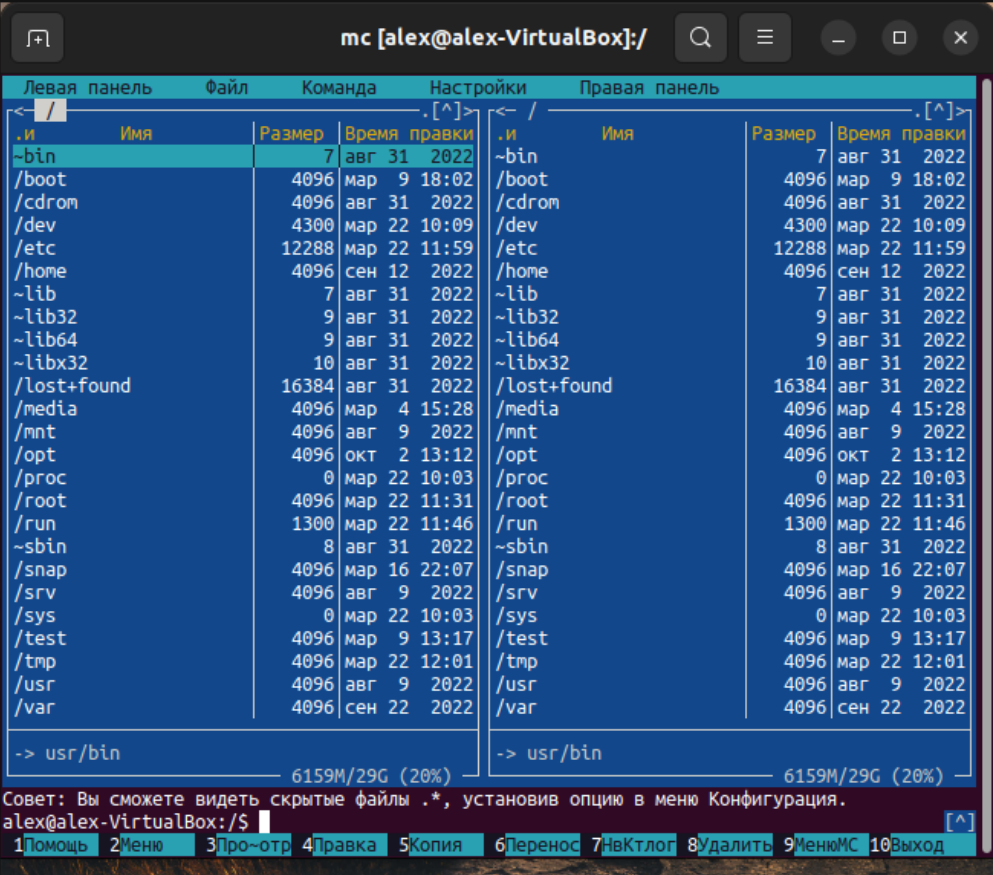 mc [alex@alex-VirtualBox]:/
Левая панель Файл Команда Настройки Правая панель
<- / .[^]> <- / .[^]>
.и Имя Размер Время правки .и Имя Размер Время правки
~bin 7 авг 31 2022 ~bin 7 авг 31 2022
/boot 4096 мар 9 18:02 /boot 4096 мар 9 18:02
/cdrom 4096 авг 31 2022 /cdrom 4096 авг 31 2022
/dev 4300 мар 22 10:09 /dev 4300 мар 22 10:09
/etc 12288 мар 22 11:59 /etc 12288 мар 22 11:59
/home 4096 сен 12 2022 /home 4096 сен 12 2022
~lib 7 авг 31 2022 ~lib 7 авг 31 2022
~lib32 9 авг 31 2022 ~lib32 9 авг 31 2022
~lib64 9 авг 31 2022 ~lib64 9 авг 31 2022
~libx32 10 авг 31 2022 ~libx32 10 авг 31 2022
/lost+found 16384 авг 31 2022 /lost+found 16384 авг 31 2022
/media 4096 мар 4 15:28 /media 4096 мар 4 15:28
/mnt 4096 авг 9 2022 /mnt 4096 авг 9 2022
/opt 4096 окт 2 13:12 /opt 4096 окт 2 13:12
/proc 0 мар 22 10:03 /proc 0 мар 22 10:03
/root 4096 мар 22 11:31 /root 4096 мар 22 11:31
/run 1300 мар 22 11:46 /run 1300 мар 22 11:46
~sbin 8 авг 31 2022 ~sbin 8 авг 31 2022
/snap 4096 мар 16 22:07 /snap 4096 мар 16 22:07
/srv 4096 авг 9 2022 /srv 4096 авг 9 2022
/sys 0 мар 22 10:03 /sys 0 мар 22 10:03
/test 4096 мар 9 13:17 /test 4096 мар 9 13:17
/tmp 4096 мар 22 12:01 /tmp 4096 мар 22 12:01
/usr 4096 авг 9 2022 /usr 4096 авг 9 2022
/var 4096 сен 22 2022 /var 4096 сен 22 2022
-> usr/bin -> usr/bin
6159M/29G (20%) 6159M/29G (20%)
Совет: Вы сможете видеть скрытые файлы .*, установив опцию в меню Конфигурация.
alex@alex-VirtualBox:/$ [^]
1Помощь 2Меню 3Про~отр 4Правка 5Копия 6Перенос 7НвКтлог 8Удалить 9МенюMC 10Выход